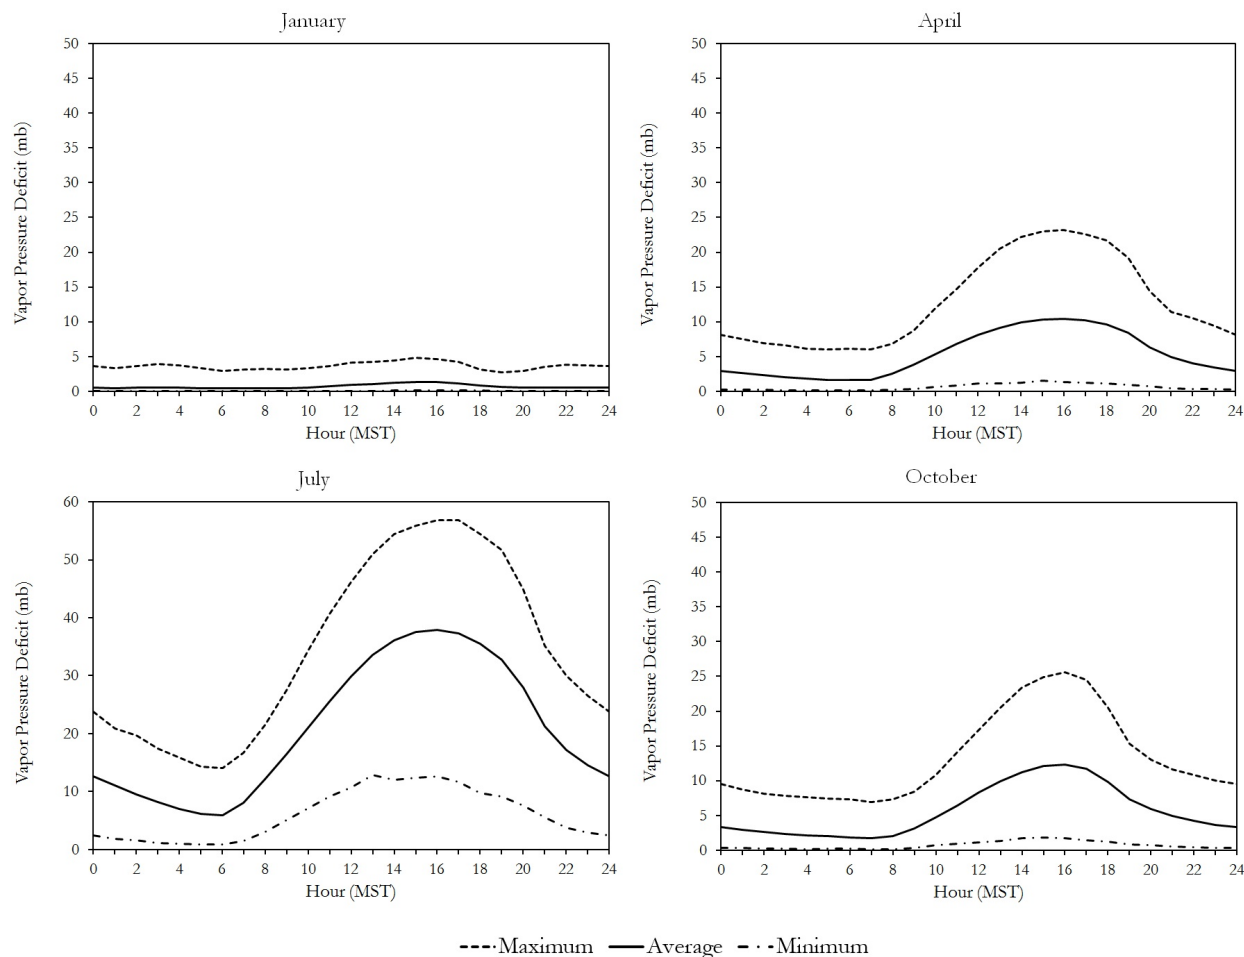 January
50
45
40
35
30
25
20
15
10
5
0
Vapor Pressure Deficit (mb)
0 2 4 6 8 10 12 14 16 18 20 22 24
Hour (MST)
April
50
45
40
35
30
25
20
15
10
5
0
Vapor Pressure Deficit (mb)
0 2 4 6 8 10 12 14 16 18 20 22 24
Hour (MST)
July
60
50
40
30
20
10
0
Vapor Pressure Deficit (mb)
0 2 4 6 8 10 12 14 16 18 20 22 24
Hour (MST)
October
50
45
40
35
30
25
20
15
10
5
0
Vapor Pressure Deficit (mb)
0 2 4 6 8 10 12 14 16 18 20 22 24
Hour (MST)
Maximum Average Minimum